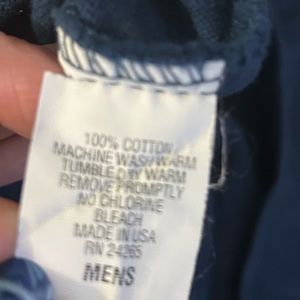 100% COTTON
MACHINE WASH WARM
TUMBLE DRY WARM
REMOVE PROMPTLY
NO CHLORINE
BLEACH
MADE IN USA
RN 24265
MENS